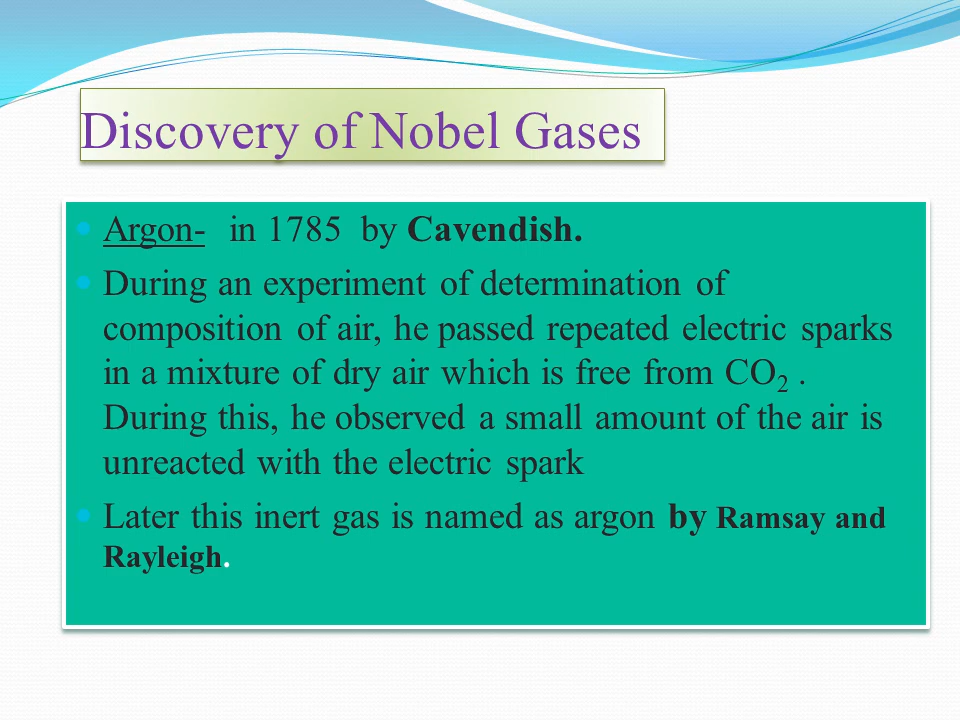 Discovery of Nobel Gases
Argon- in 1785 by Cavendish.
During an experiment of determination of
composition of air, he passed repeated electric sparks
in a mixture of dry air which is free from CO₂ .
During this, he observed a small amount of the air is
unreacted with the electric spark
Later this inert gas is named as argon by Ramsay and
Rayleigh.